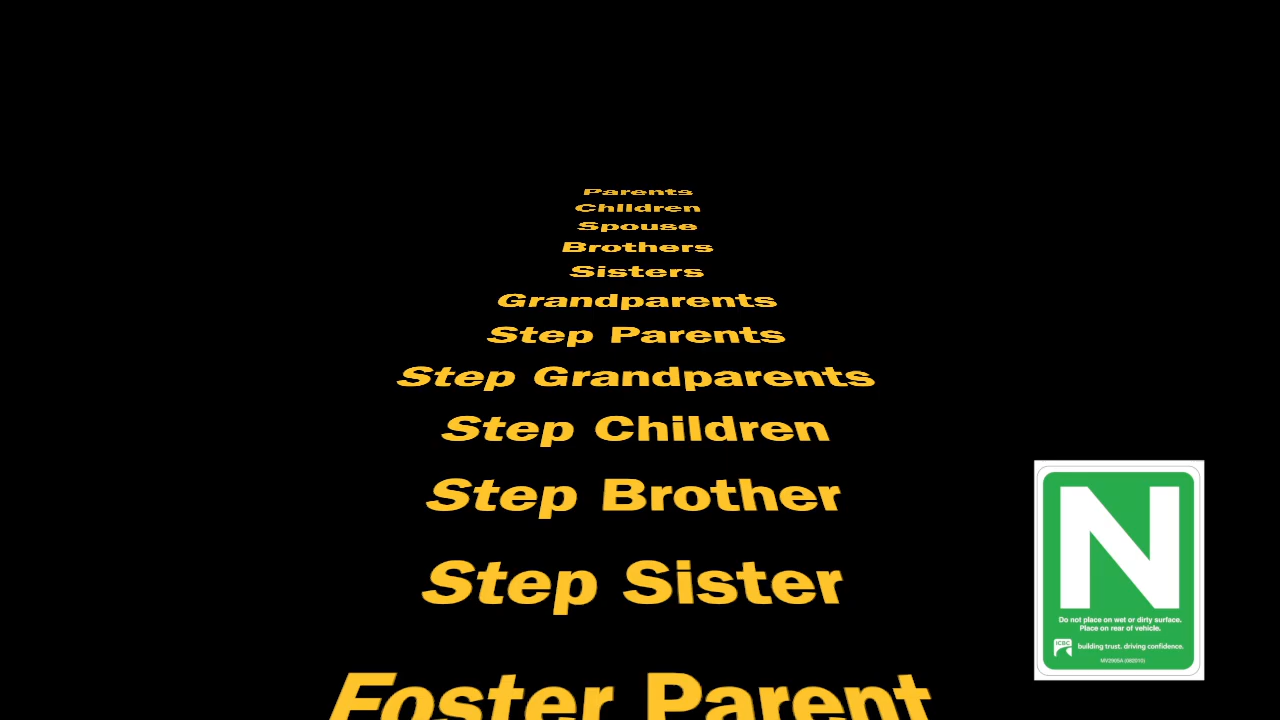 Parents
Children
Spouse
Brothers
Sisters
Grandparents
Step Parents
Step Grandparents
Step Children
Step Brother
Step Sister
Foster Parent
N
Do not place on wet or dirty surface.
Place on rear of vehicle.
ICBC
building trust. driving confidence.